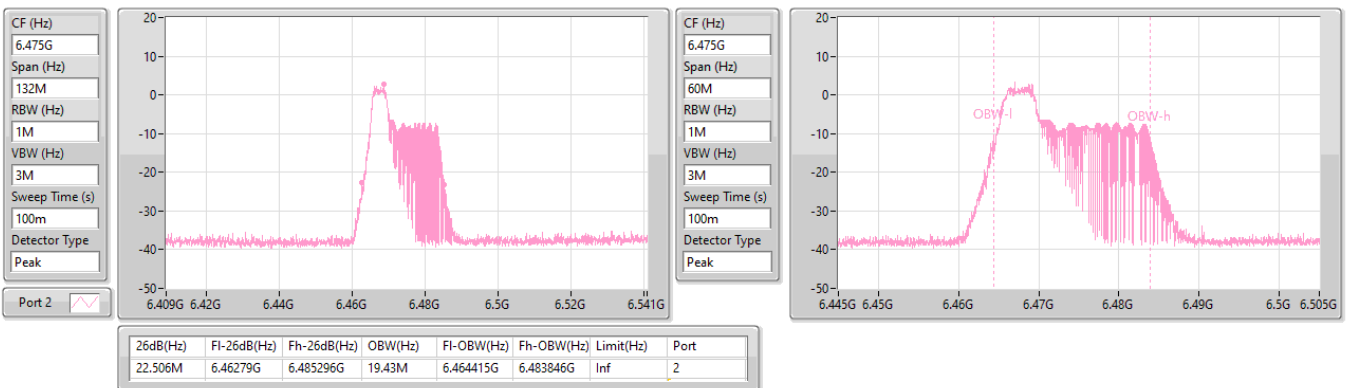 CF (Hz)
6.475G
Span (Hz)
132M
RBW (Hz)
1M
VBW (Hz)
3M
Sweep Time (s)
100m
Detector Type
Peak
Port 2
20
10
0
-10
-20
-30
-40
-50
6.409G 6.42G 6.44G 6.46G 6.48G 6.5G 6.52G 6.541G
CF (Hz)
6.475G
Span (Hz)
60M
RBW (Hz)
1M
VBW (Hz)
3M
Sweep Time (s)
100m
Detector Type
Peak
20
10
0
-10
-20
-30
-40
-50
OBW-l OBW-h
6.445G 6.45G 6.46G 6.47G 6.48G 6.49G 6.5G 6.505G
26dB(Hz) Fl-26dB(Hz) Fh-26dB(Hz) OBW(Hz) Fl-OBW(Hz) Fh-OBW(Hz) Limit(Hz) Port
22.506M 6.46279G 6.485296G 19.43M 6.464415G 6.483846G Inf 2